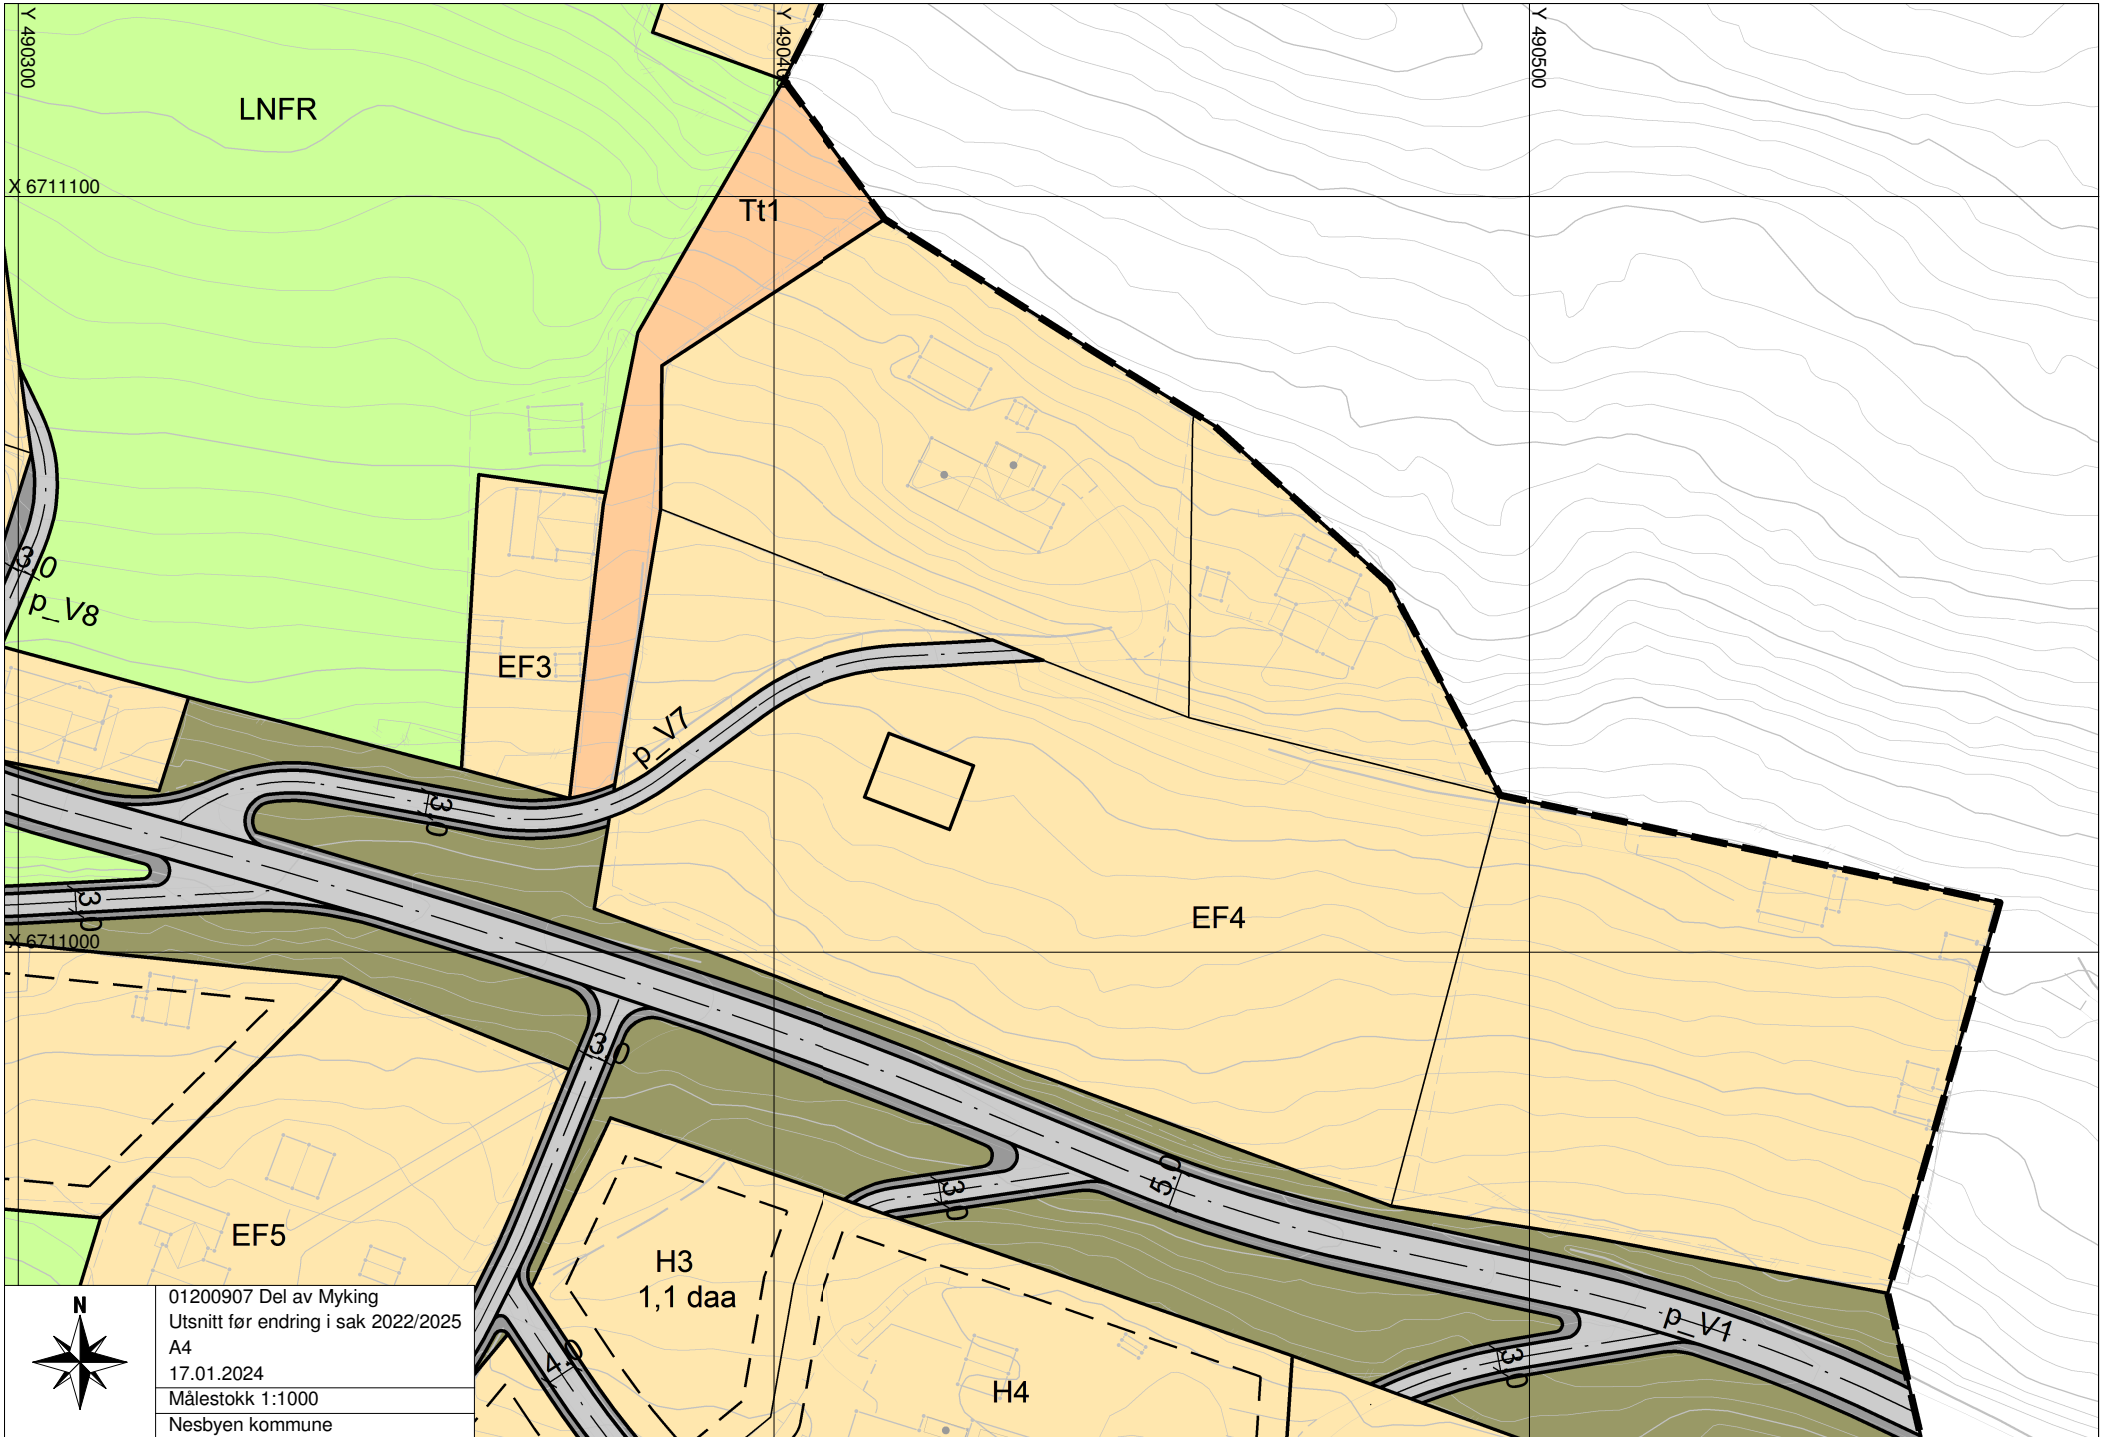 Y 490300
Y 490400
Y 490500
LNFR
X 6711100
Tt1
3.0
p_V8
EF3
p_V7
3.0
3.0
EF4
X 6711000
3.0
5.0
3.0
EF5
H3
1,1 daa
p_V1
3.0
4.0
H4
N
01200907 Del av Myking
Utsnitt før endring i sak 2022/2025
A4
17.01.2024
Målestokk 1:1000
Nesbyen kommune